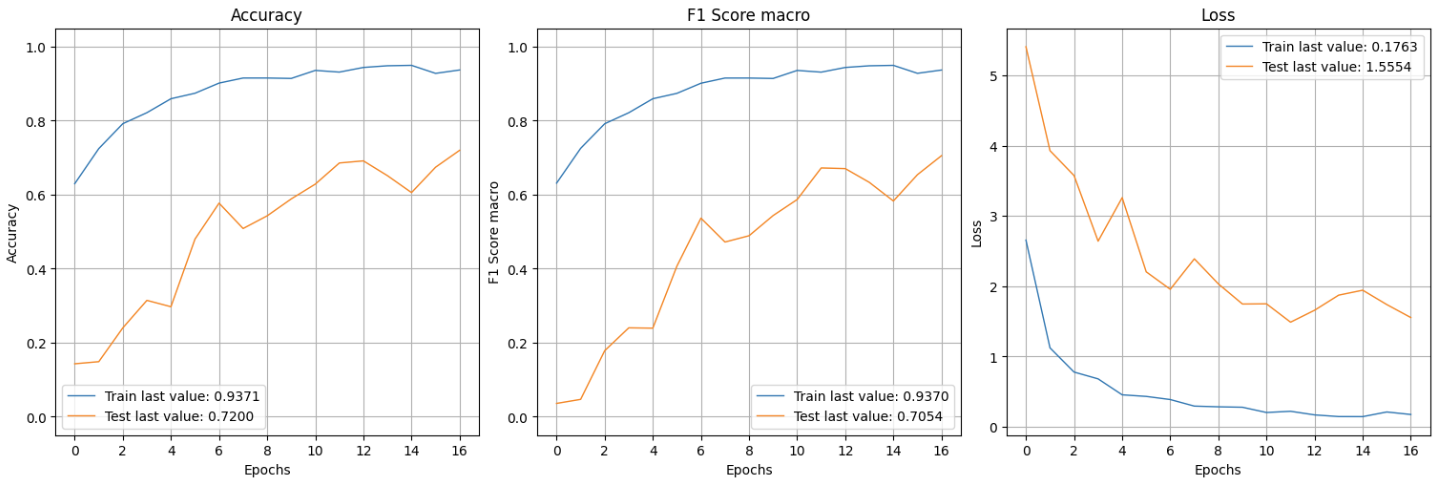 Accuracy
1.0
0.8
0.6
0.4
0.2
0.0
Accuracy
Train last value: 0.9371
Test last value: 0.7200
0 2 4 6 8 10 12 14 16
Epochs
F1 Score macro
1.0
0.8
0.6
0.4
0.2
0.0
F1 Score macro
Train last value: 0.9370
Test last value: 0.7054
0 2 4 6 8 10 12 14 16
Epochs
Loss
Train last value: 0.1763
Test last value: 1.5554
5
4
3
2
1
0
Loss
0 2 4 6 8 10 12 14 16
Epochs